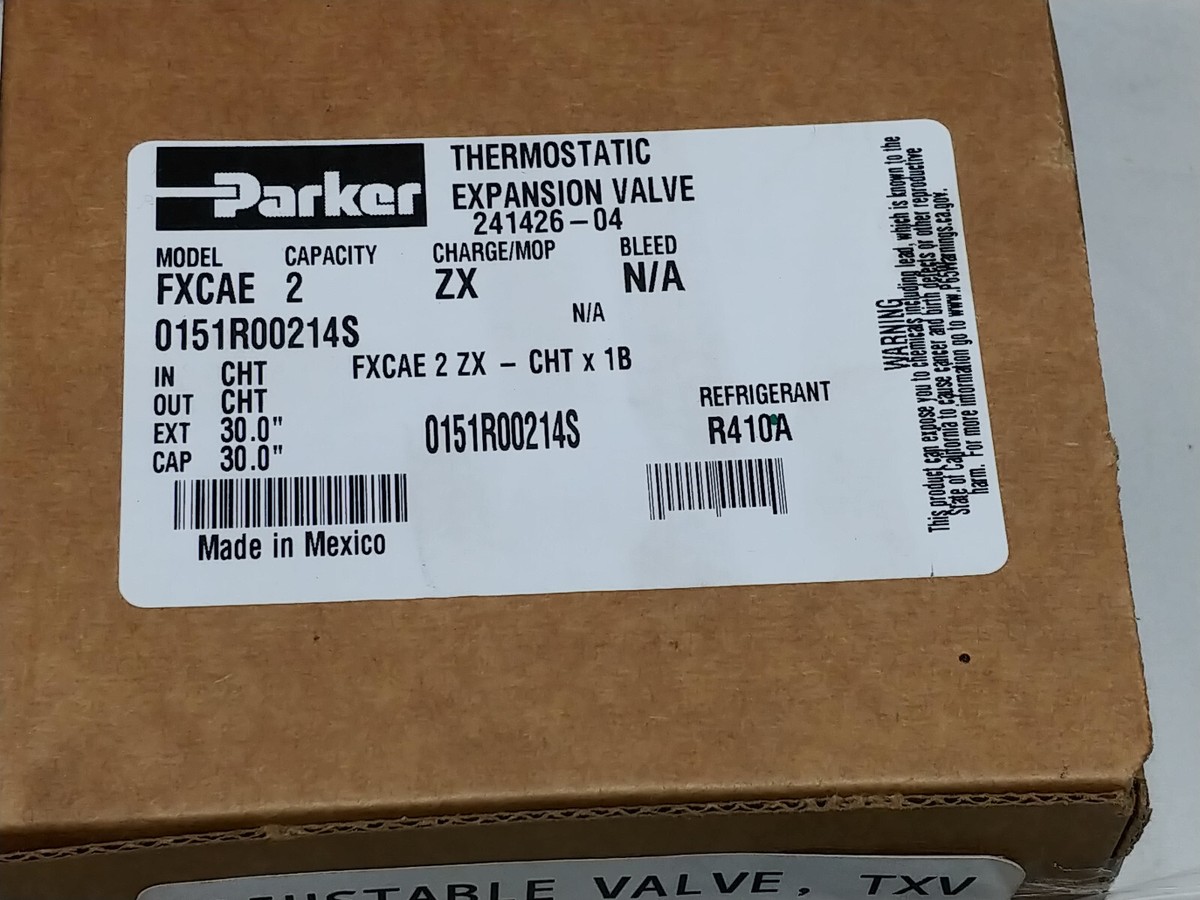 Parker
THERMOSTATIC
EXPANSION VALVE
241426-04
MODEL CAPACITY CHARGE/MOP BLEED
FXCAE 2 ZX N/A
N/A
0151R00214S
FXCAE 2 ZX - CHT x 1B
IN CHT
OUT CHT
EXT 30.0"
CAP 30.0"
0151R00214S
REFRIGERANT
R410A
Made in Mexico
WARNING
This product can expose you to chemicals including lead, which is known to the
State of California to cause cancer and birth defects or other reproductive
harm. For more information go to www.P65Warnings.ca.gov.
VALVE, TXV